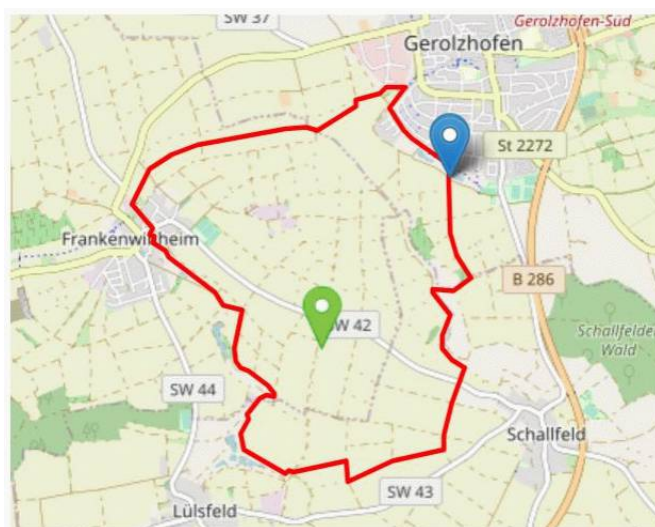 SW 37
Gerolzhofen-Süd
Gerolzhofen
St 2272
Frankenwinheim
B 286
SW 42
Schallfelder
Wald
SW 44
Schallfeld
SW 43
Lülsfeld